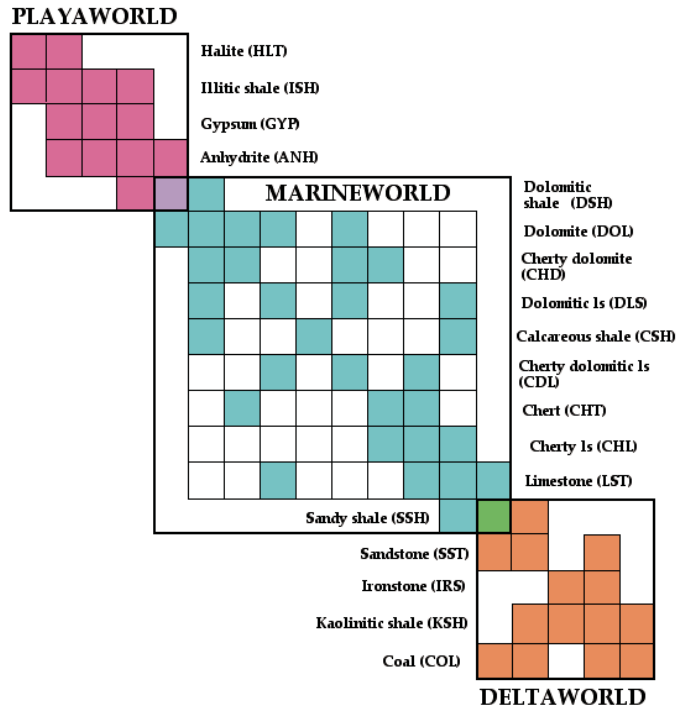 PLAYAWORLD
Halite (HLT)
Illitic shale (ISH)
Gypsum (GYP)
Anhydrite (ANH)
MARINEWORLD
Dolomitic
shale (DSH)
Dolomite (DOL)
Cherty dolomite
(CHD)
Dolomitic ls (DLS)
Calcareous shale (CSH)
Cherty dolomitic ls
(CDL)
Chert (CHT)
Cherty ls (CHL)
Limestone (LST)
Sandy shale (SSH)
Sandstone (SST)
Ironstone (IRS)
Kaolinitic shale (KSH)
Coal (COL)
DELTAWORLD